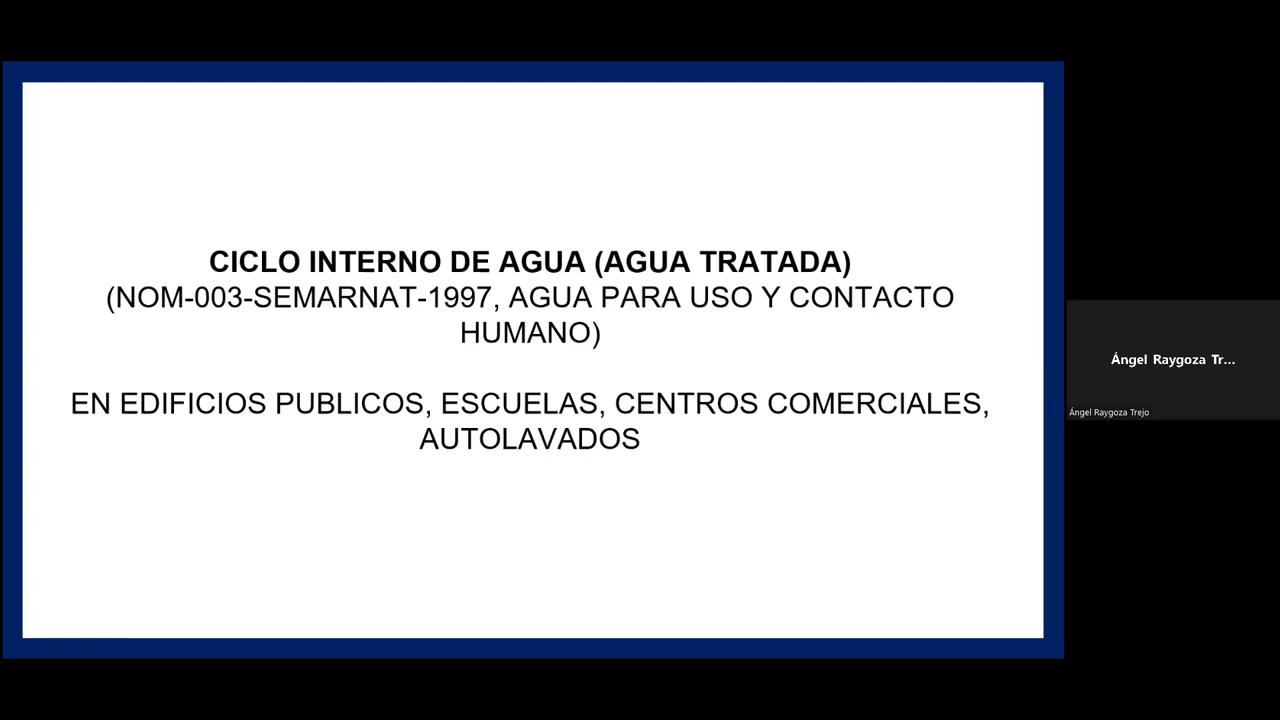 CICLO INTERNO DE AGUA (AGUA TRATADA)
(NOM-003-SEMARNAT-1997, AGUA PARA USO Y CONTACTO
HUMANO)
EN EDIFICIOS PUBLICOS, ESCUELAS, CENTROS COMERCIALES,
AUTOLAVADOS
Ángel Raygoza Tr...
Ángel Raygoza Trejo